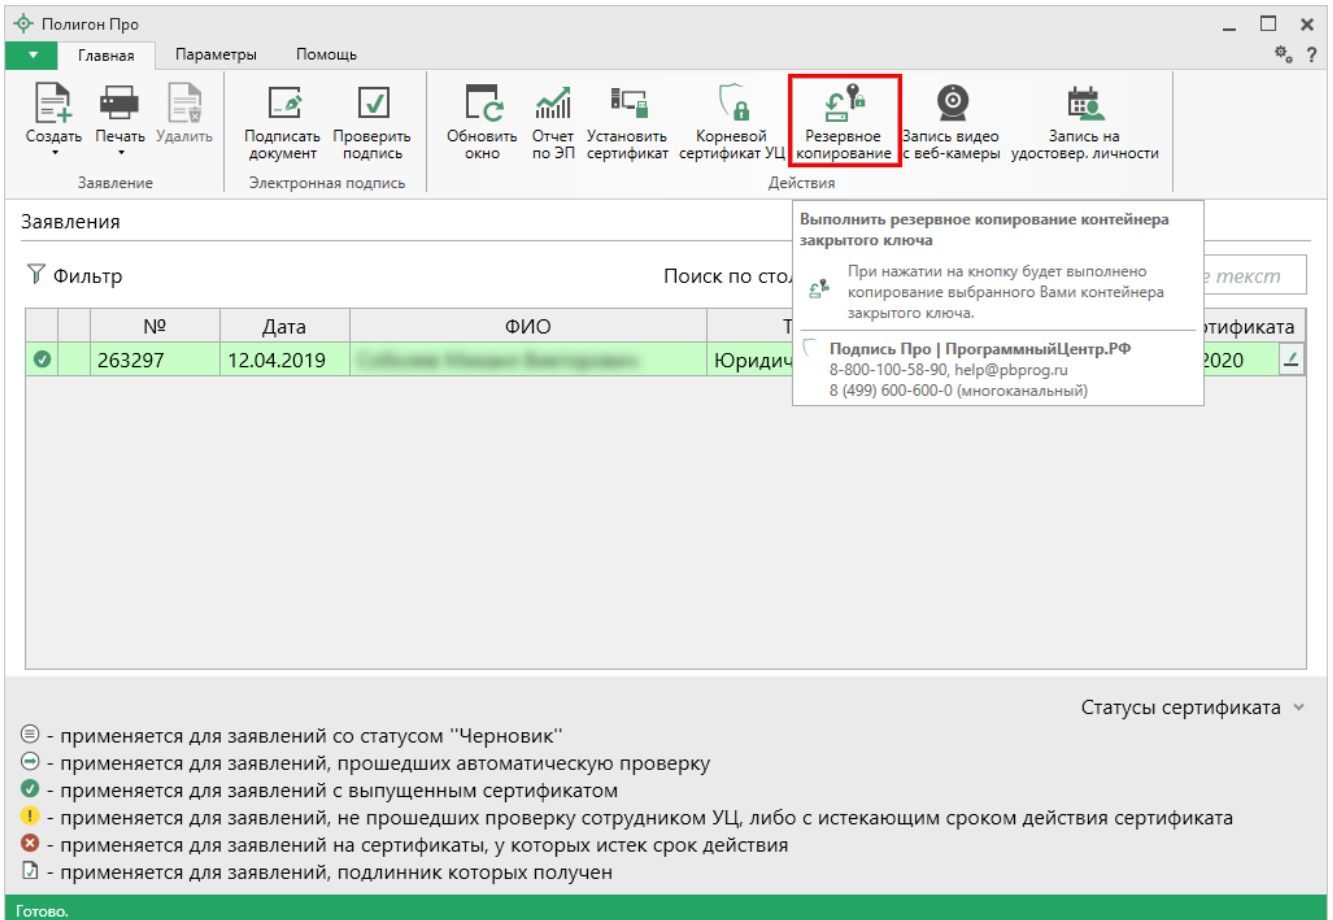 Полигон Про
Главная Параметры Помощь
?
Создать Печать Удалить
Подписать документ Проверить подпись
Обновить окно Отчет по ЭП Установить сертификат Корневой сертификат УЦ Резервное копирование Запись видео с веб-камеры Запись на удостовер. личности
Заявление Электронная подпись Действия
Заявления
Выполнить резервное копирование контейнера
закрытого ключа
При нажатии на кнопку будет выполнено
копирование выбранного Вами контейнера
закрытого ключа.
Подпись Про | ПрограммныйЦентр.РФ
8-800-100-58-90, help@pbprog.ru
8 (499) 600-600-0 (многоканальный)
Фильтр Поиск по сто текст
№ Дата ФИО Т ртификата
263297 12.04.2019 Юридич 2020
Статусы сертификата
- применяется для заявлений со статусом "Черновик"
- применяется для заявлений, прошедших автоматическую проверку
- применяется для заявлений с выпущенным сертификатом
- применяется для заявлений, не прошедших проверку сотрудником УЦ, либо с истекающим сроком действия сертификата
- применяется для заявлений на сертификаты, у которых истек срок действия
- применяется для заявлений, подлинник которых получен
Готово.